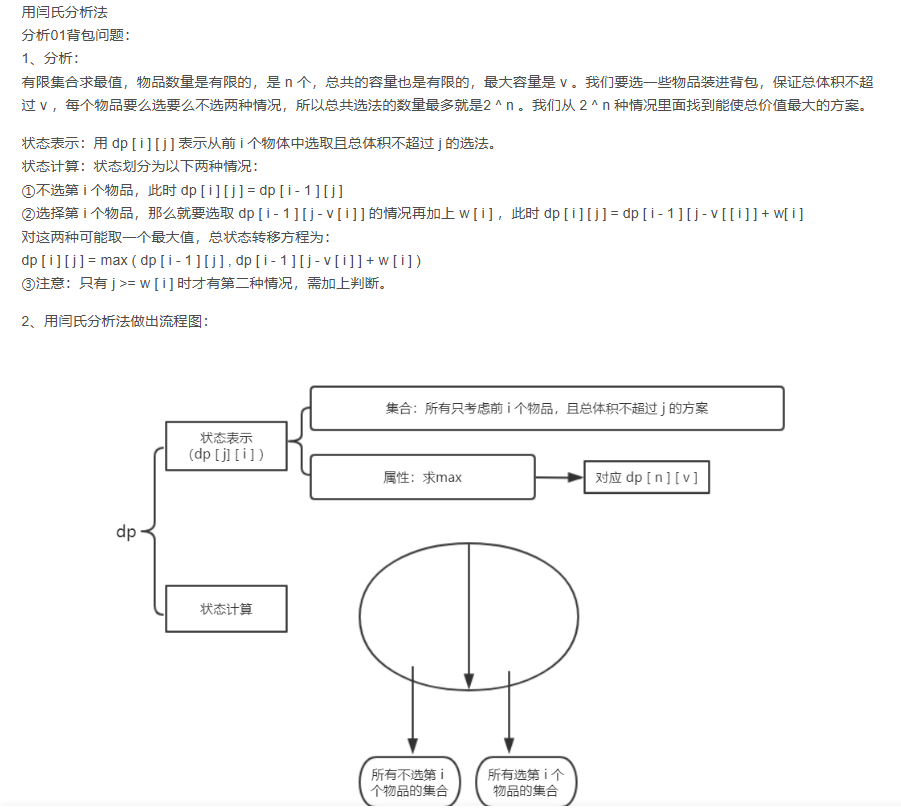 用闫氏分析法
分析01背包问题：
1、分析：
有限集合求最值，物品数量是有限的，是 n 个，总共的容量也是有限的，最大容量是 v 。我们要选一些物品装进背包，保证总体积不超
过 v ，每个物品要么选要么不选两种情况，所以总共选法的数量最多就是2 ^ n 。我们从 2 ^ n 种情况里面找到能使总价值最大的方案。
状态表示：用 dp [ i ] [ j ] 表示从前 i 个物体中选取且总体积不超过 j 的选法。
状态计算：状态划分为以下两种情况：
①不选第 i 个物品，此时 dp [ i ] [ j ] = dp [ i - 1 ] [ j ]
②选择第 i 个物品，那么就要选取 dp [ i - 1 ] [ j - v [ i ] ] 的情况再加上 w [ i ] ，此时 dp [ i ] [ j ] = dp [ i - 1 ] [ j - v [ [ i ] ] + w[ i ]
对这两种可能取一个最大值，总状态转移方程为：
dp [ i ] [ j ] = max ( dp [ i - 1 ] [ j ] , dp [ i - 1 ] [ j - v [ i ] ] + w [ i ] )
③注意：只有 j >= w [ i ] 时才有第二种情况，需加上判断。
2、用闫氏分析法做出流程图：
集合：所有只考虑前 i 个物品，且总体积不超过 j 的方案
状态表示
（dp [ j] [ i ] ）
属性：求max
对应 dp [ n ] [ v ]
dp
状态计算
所有不选第 i
个物品的集合
所有选第 i 个
物品的集合